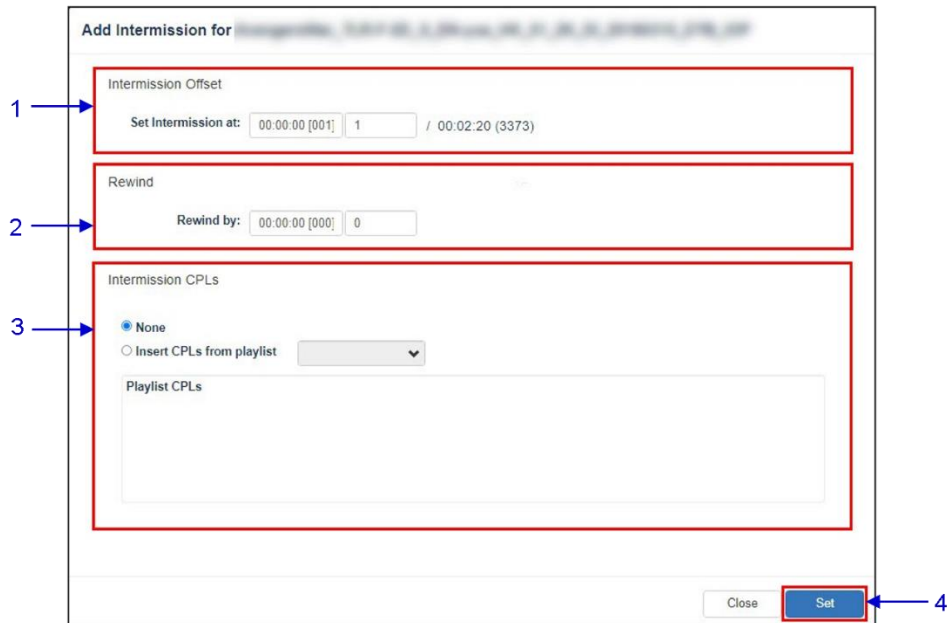 Add Intermission for
Intermission Offset
1
Set Intermission at: 00:00:00 [001] 1 / 00:02:20 (3373)
Rewind
2
Rewind by: 00:00:00 [000] 0
Intermission CPLs
3
None
Insert CPLs from playlist
Playlist CPLs
Close Set 4